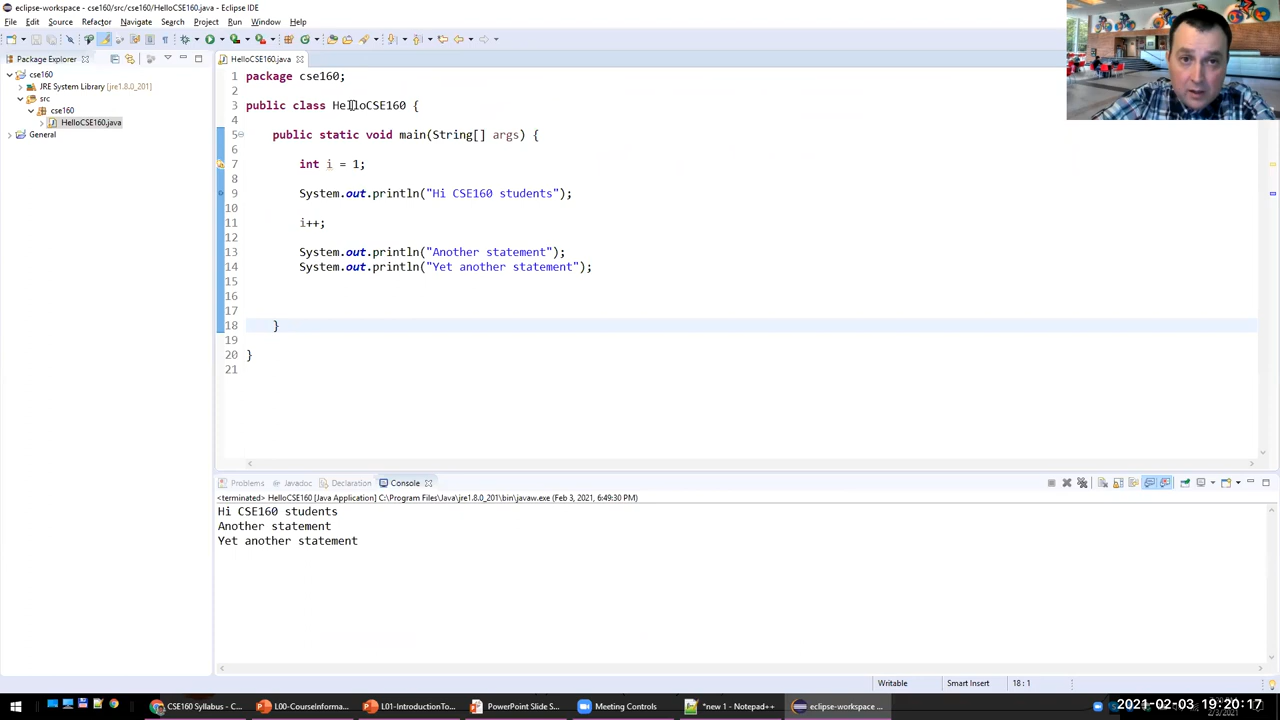 eclipse-workspace - cse160/src/cse160/HelloCSE160.java - Eclipse IDE
File Edit Source Refactor Navigate Search Project Run Window Help
Package Explorer
HelloCSE160.java
cse160
JRE System Library [jre1.8.0_201]
src
cse160
HelloCSE160.java
General
1 package cse160;
2
3 public class HelloCSE160 {
4
5 public static void main(String[] args) {
6
7 int i = 1;
8
9 System.out.println("Hi CSE160 students");
10
11 i++;
12
13 System.out.println("Another statement");
14 System.out.println("Yet another statement");
15
16
17
18 }
19
20 }
21
Problems Javadoc Declaration Console
<terminated> HelloCSE160 [Java Application] C:\Program Files\Java\jre1.8.0_201\bin\javaw.exe (Feb 3, 2021, 6:49:30 PM)
Hi CSE160 students
Another statement
Yet another statement
Writable Smart Insert 18 : 1
CSE160 Syllabus - C... L00-CourseInforma... L01-IntroductionTo... PowerPoint Slide S... Meeting Controls *new 1 - Notepad++ eclipse-workspace ...
2021-02-03 19:20:17
2/3/2021